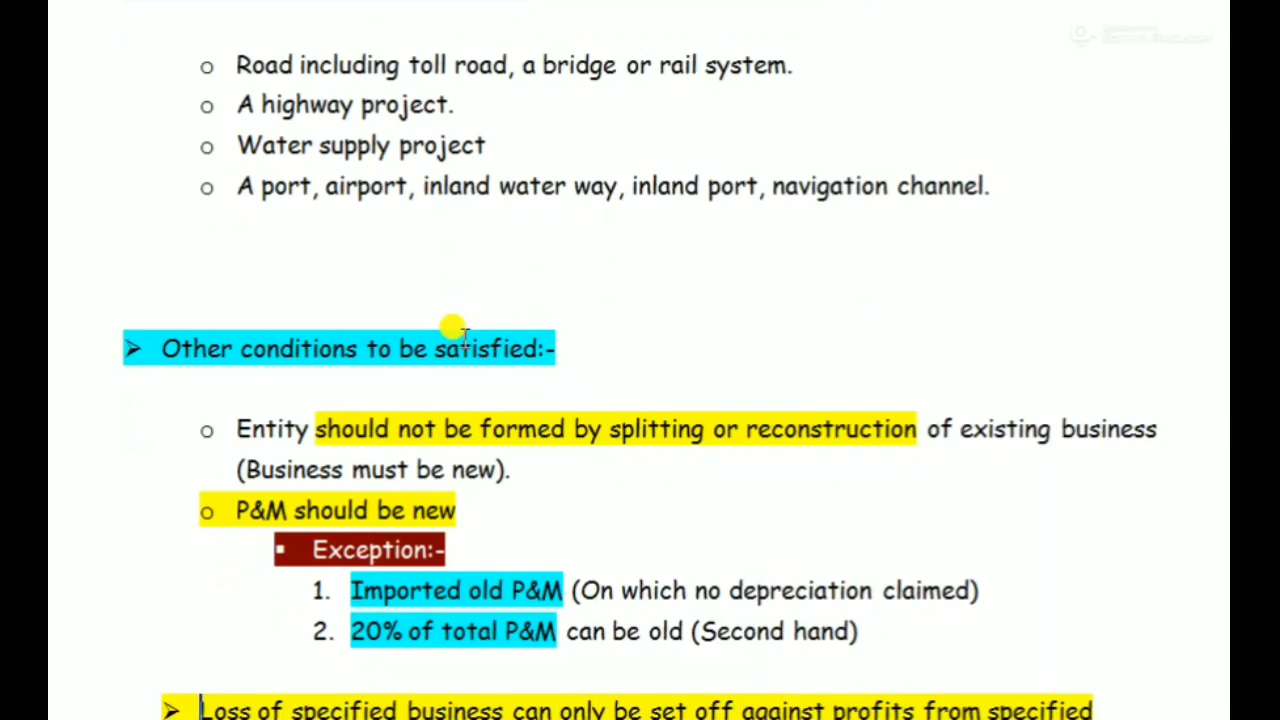 o Road including toll road, a bridge or rail system.
o A highway project.
o Water supply project
o A port, airport, inland water way, inland port, navigation channel.
➢ Other conditions to be satisfied:-
o Entity should not be formed by splitting or reconstruction of existing business
(Business must be new).
o P&M should be new
▪ Exception:-
1. Imported old P&M (On which no depreciation claimed)
2. 20% of total P&M can be old (Second hand)
➢ Loss of specified business can only be set off against profits from specified